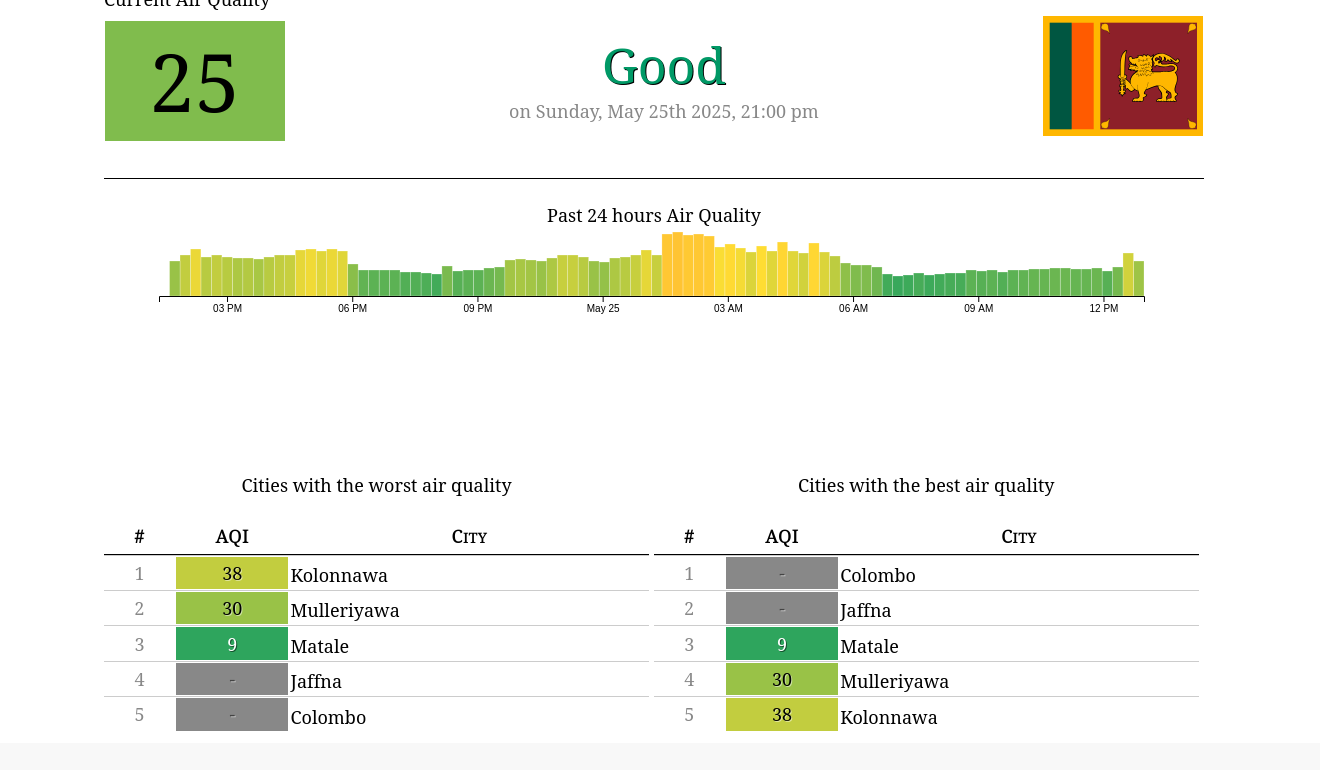 Current Air Quality
25
Good
on Sunday, May 25th 2025, 21:00 pm
Past 24 hours Air Quality
03 PM 06 PM 09 PM May 25 03 AM 06 AM 09 AM 12 PM
Cities with the worst air quality
# AQI City
1 38 Kolonnawa
2 30 Mulleriyawa
3 9 Matale
4 - Jaffna
5 - Colombo
Cities with the best air quality
# AQI City
1 - Colombo
2 - Jaffna
3 9 Matale
4 30 Mulleriyawa
5 38 Kolonnawa